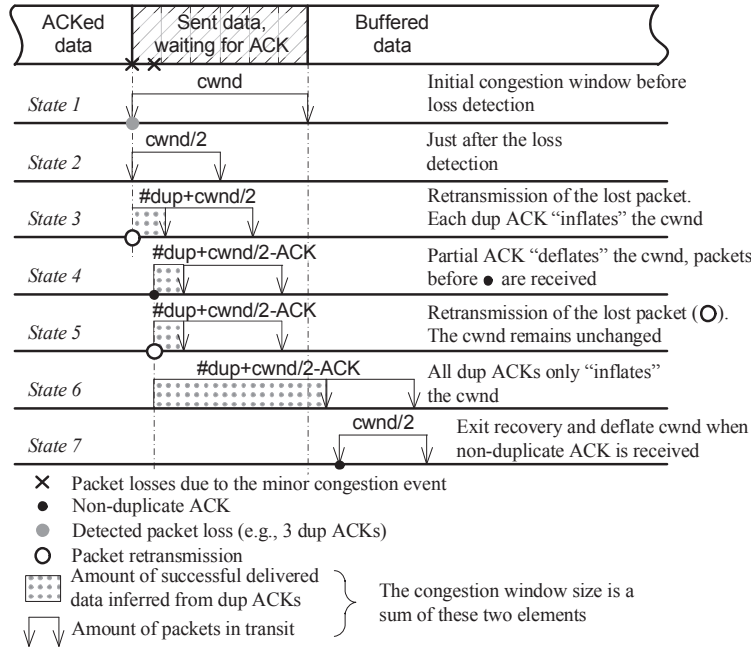 ACKed data
Sent data, waiting for ACK
Buffered data
State 1
cwnd
Initial congestion window before
loss detection
State 2
cwnd/2
Just after the loss
detection
State 3
#dup+cwnd/2
Retransmission of the lost packet.
Each dup ACK “inflates” the cwnd
State 4
#dup+cwnd/2-ACK
Partial ACK “deflates” the cwnd, packets
before ● are received
State 5
#dup+cwnd/2-ACK
Retransmission of the lost packet (O).
The cwnd remains unchanged
State 6
#dup+cwnd/2-ACK
All dup ACKs only “inflates”
the cwnd
State 7
cwnd/2
Exit recovery and deflate cwnd when
non-duplicate ACK is received
Packet losses due to the minor congestion event
Non-duplicate ACK
Detected packet loss (e.g., 3 dup ACKs)
Packet retransmission
Amount of successful delivered
data inferred from dup ACKs
Amount of packets in transit
The congestion window size is a
sum of these two elements